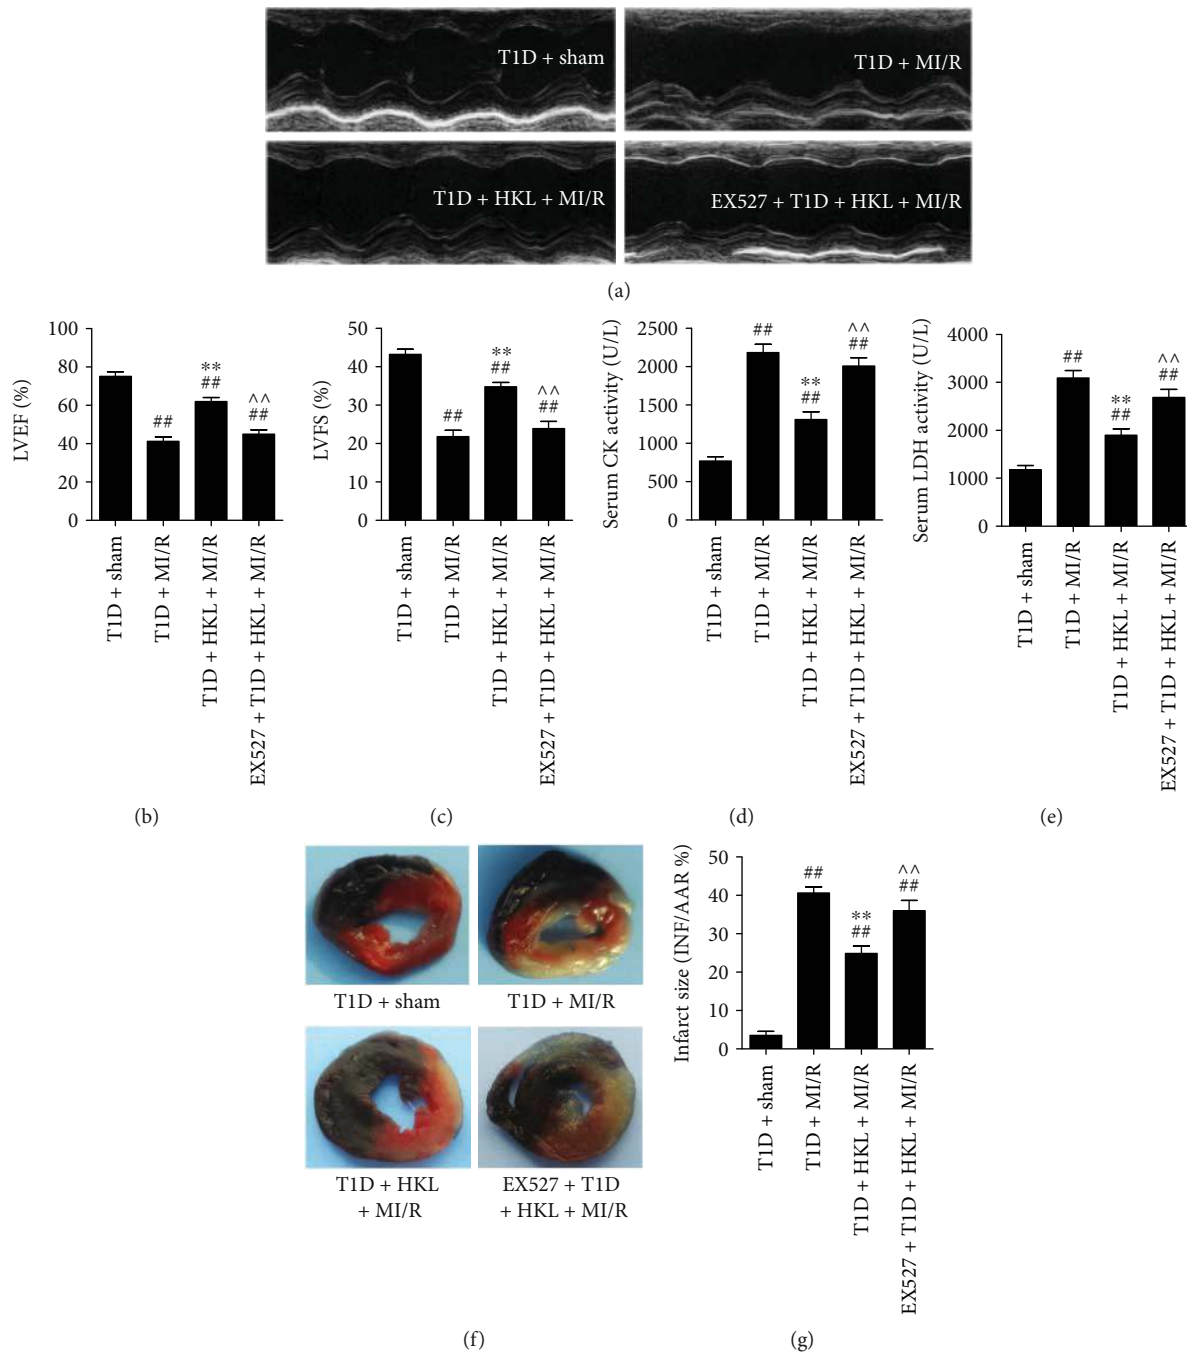 T1D + sham
T1D + MI/R
T1D + HKL + MI/R
EX527 + T1D + HKL + MI/R
(a)
LVEF (%)
100
80
60
40
20
0
##
**
##
^^
##
T1D + sham
T1D + MI/R
T1D + HKL + MI/R
EX527 + T1D + HKL + MI/R
(b)
LVFS (%)
50
40
30
20
10
0
##
**
##
^^
##
T1D + sham
T1D + MI/R
T1D + HKL + MI/R
EX527 + T1D + HKL + MI/R
(c)
Serum CK activity (U/L)
2500
2000
1500
1000
500
0
##
**
##
^^
##
T1D + sham
T1D + MI/R
T1D + HKL + MI/R
EX527 + T1D + HKL + MI/R
(d)
Serum LDH activity (U/L)
4000
3000
2000
1000
0
##
**
##
^^
##
T1D + sham
T1D + MI/R
T1D + HKL + MI/R
EX527 + T1D + HKL + MI/R
(e)
T1D + sham
T1D + MI/R
T1D + HKL
+ MI/R
EX527 + T1D
+ HKL + MI/R
(f)
Infarct size (INF/AAR %)
50
40
30
20
10
0
##
**
##
^^
##
T1D + sham
T1D + MI/R
T1D + HKL + MI/R
EX527 + T1D + HKL + MI/R
(g)